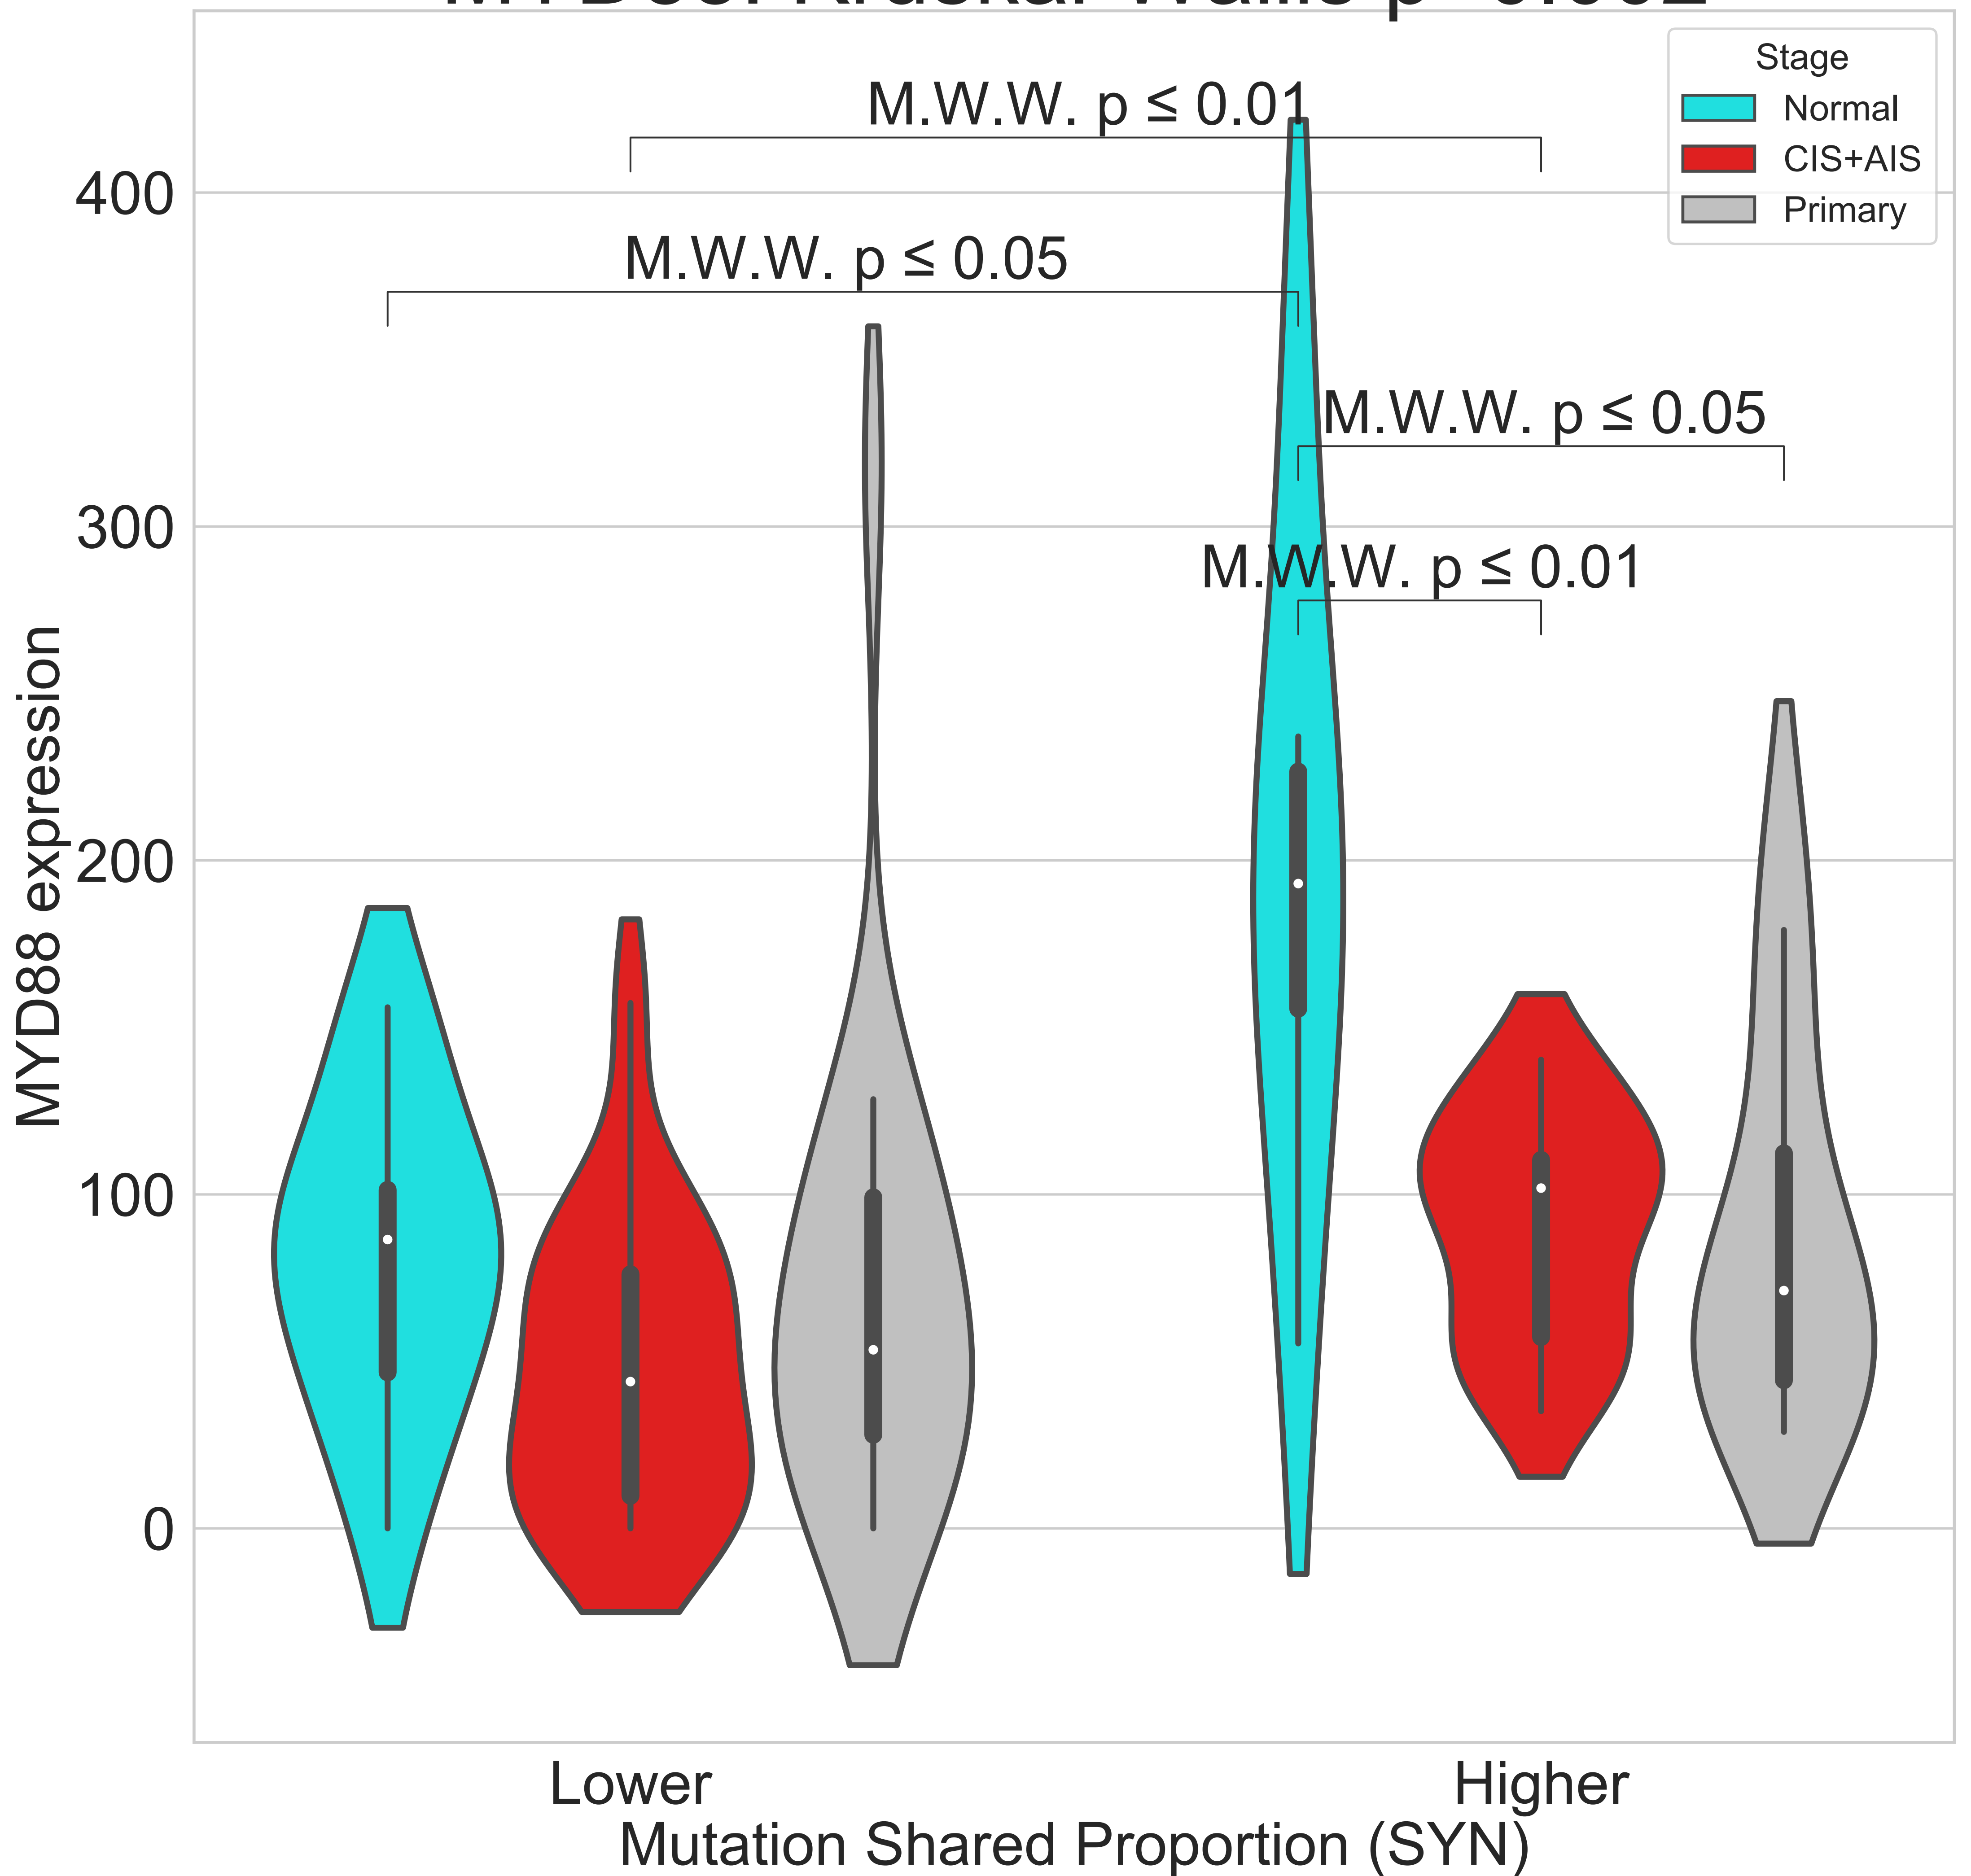 Stage
Normal
CIS+AIS
Primary
M.W.W. p ≤ 0.01
M.W.W. p ≤ 0.05
M.W.W. p ≤ 0.05
M.W.W. p ≤ 0.01
400
300
200
100
0
MYD88 expression
Lower
Higher
Mutation Shared Proportion (SYN)